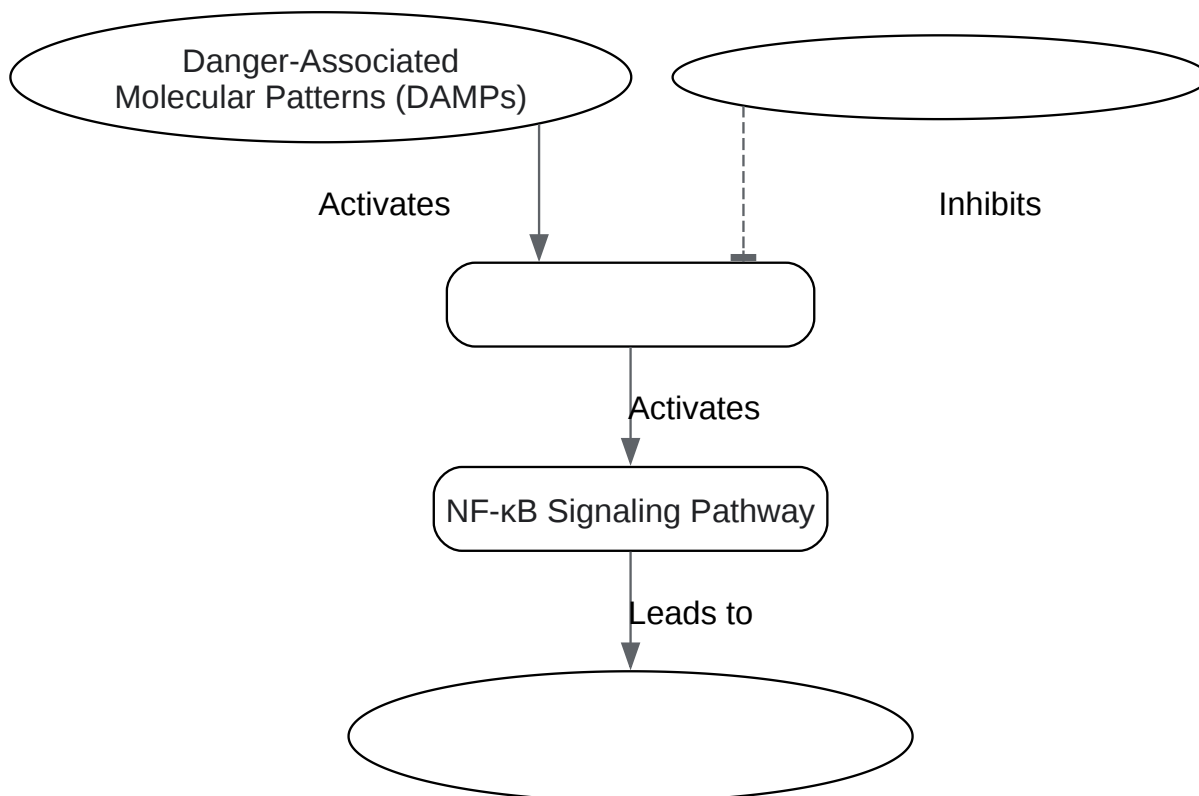 Danger-Associated
Molecular Patterns (DAMPs)
Activates
Inhibits
Activates
NF-κB Signaling Pathway
Leads to